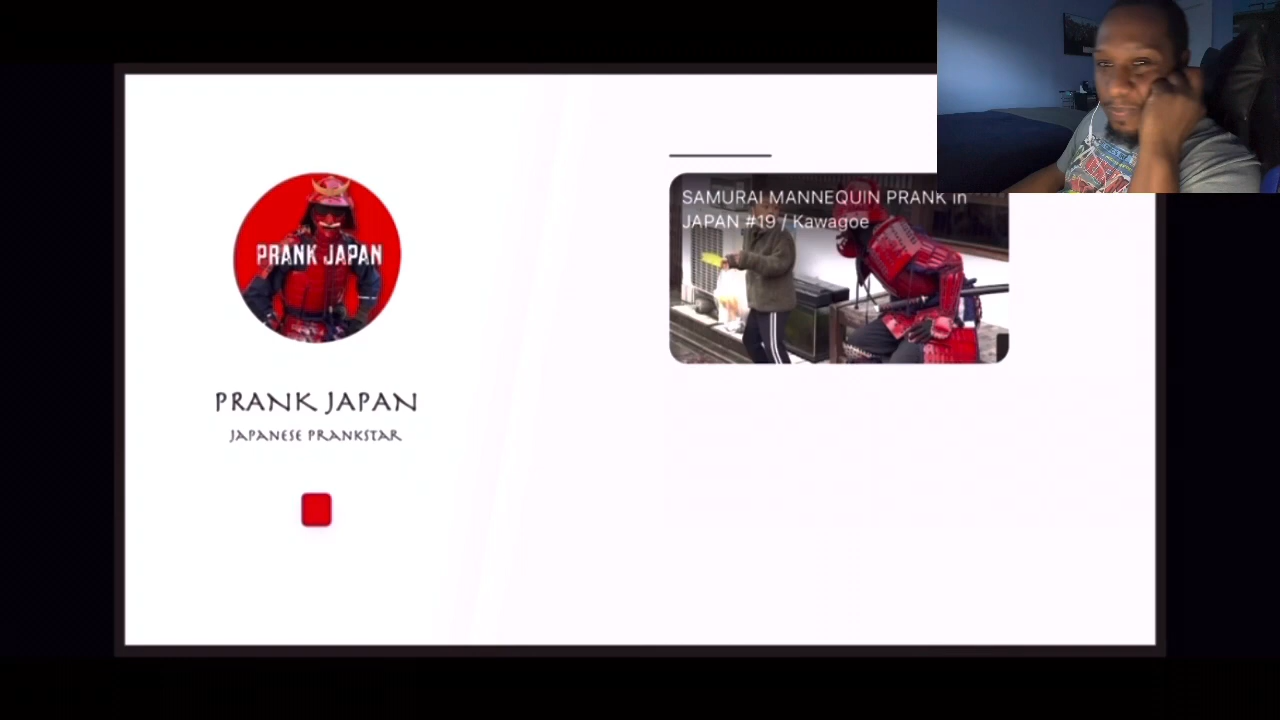 PRANK JAPAN
PRANK JAPAN
JAPANESE PRANKSTAR
SAMURAI MANNEQUIN PRANK in
JAPAN #19 / Kawagoe